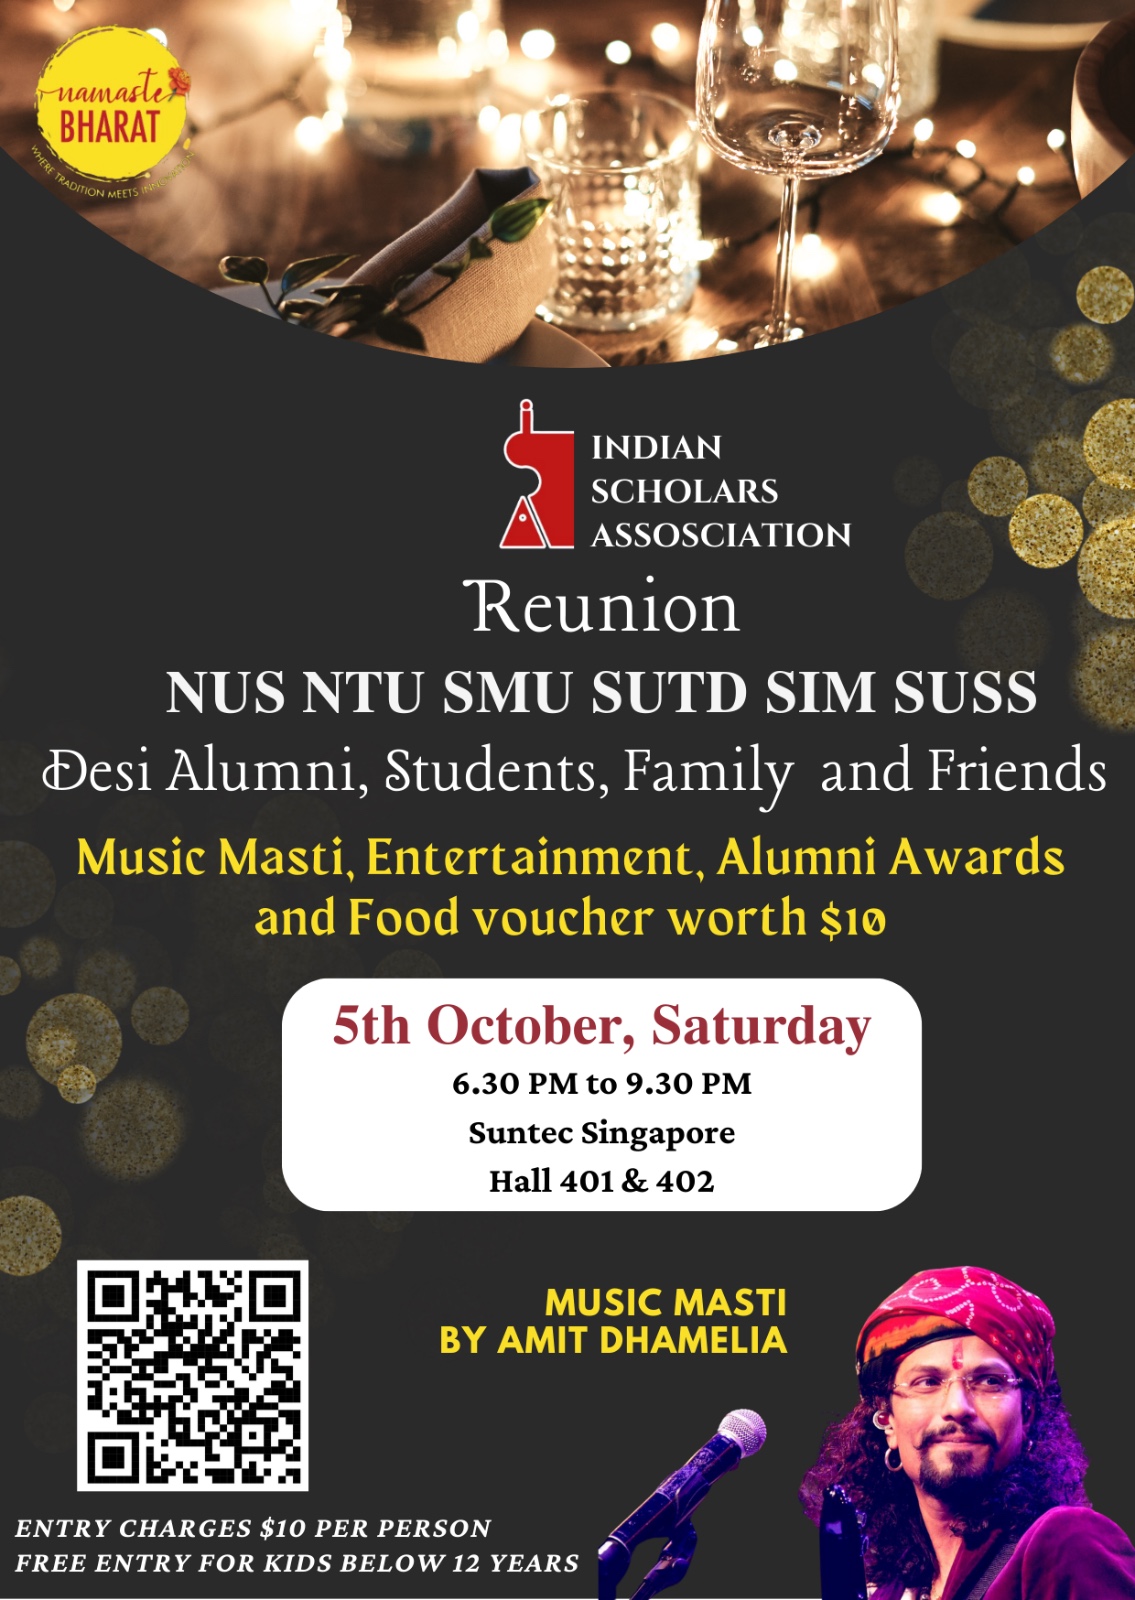 namaste
BHARAT
WHERE TRADITION MEETS INNOVATION
INDIAN
SCHOLARS
ASSOSCIATION
Reunion
NUS NTU SMU SUTD SIM SUSS
Desi Alumni, Students, Family and Friends
Music Masti, Entertainment, Alumni Awards
and Food voucher worth $10
5th October, Saturday
6.30 PM to 9.30 PM
Suntec Singapore
Hall 401 & 402
MUSIC MASTI
BY AMIT DHAMELIA
ENTRY CHARGES $10 PER PERSON
FREE ENTRY FOR KIDS BELOW 12 YEARS